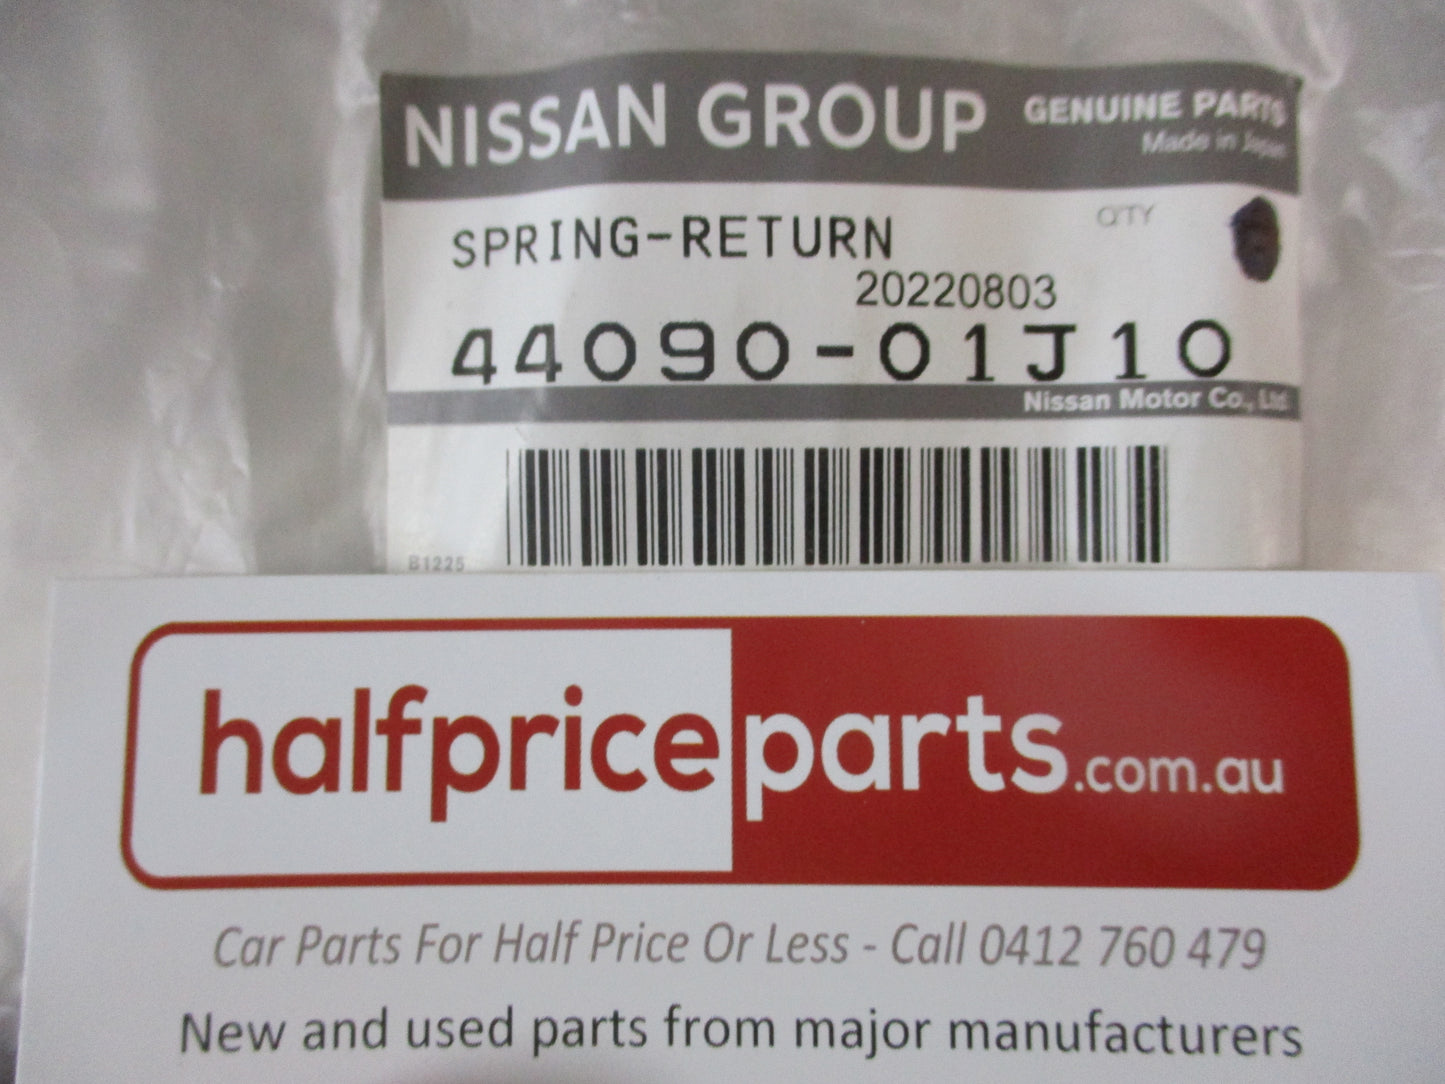 NISSAN GROUP GENUINE PARTS
Made in Japan
SPRING-RETURN Q'TY
20220803
44090-01J10
Nissan Motor Co., Ltd.
B1225
halfpriceparts.com.au
Car Parts For Half Price Or Less - Call 0412 760 479
New and used parts from major manufacturers